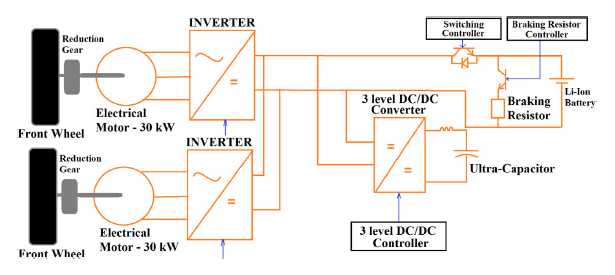 INVERTER
Switching
Controller
Braking Resistor
Controller
Reduction
Gear
Front Wheel
Electrical
Motor - 30 kW
3 level DC/DC
Converter
Braking
Resistor
Li-Ion
Battery
INVERTER
Reduction
Gear
Ultra-Capacitor
Front Wheel
Electrical
Motor - 30 kW
3 level DC/DC
Controller